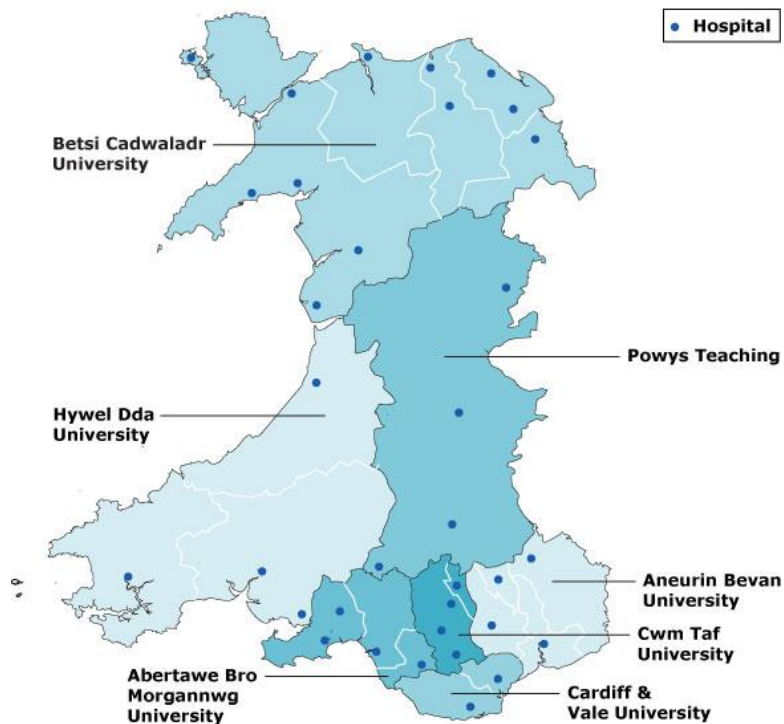 Hospital
Betsi Cadwaladr
University
Powys Teaching
Hywel Dda
University
Aneurin Bevan
University
Cwm Taf
University
Abertawe Bro
Morgannwg
University
Cardiff &
Vale University